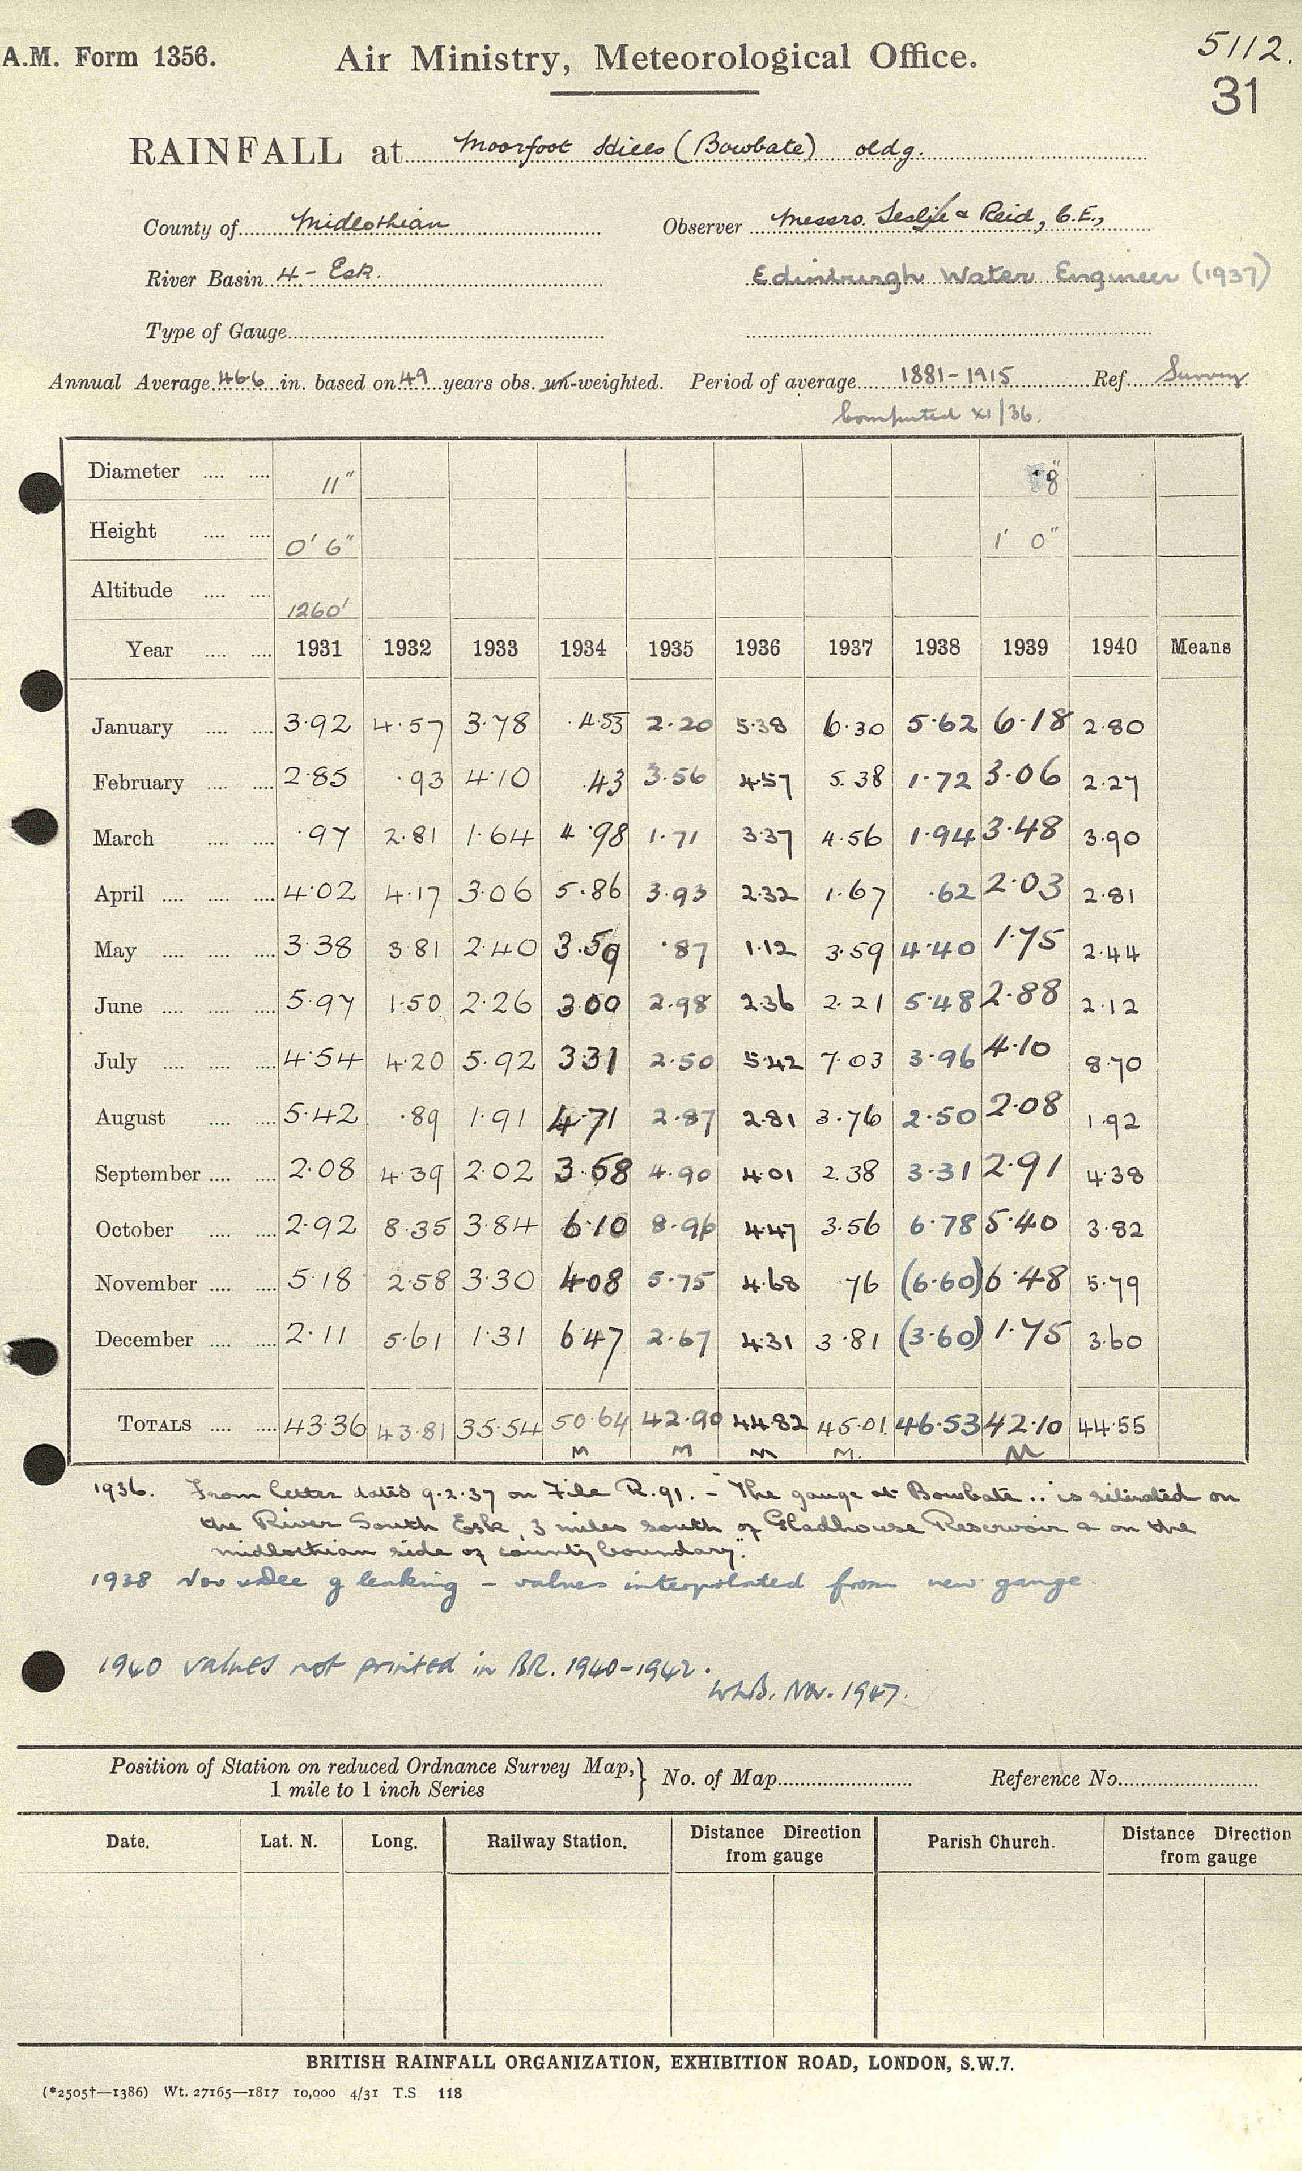 A.M. Form 1356. Air Ministry, Meteorological Office. 5112.
31
RAINFALL at Moorfoot Hills (Bowbate) oldg.
County of Midlothian Observer Messrs. Leslie & Reid, C.E.,
River Basin 4 - Esk. Edinburgh Water Engineer (1937)
Type of Gauge
Annual Average 46.6 in. based on 49 years obs. un-weighted. Period of average 1881-1915 Ref. Survey
Computed XI/36.
Diameter 11" 8"
Height 0' 6" 1' 0"
Altitude 1260'
Year 1931 1932 1933 1934 1935 1936 1937 1938 1939 1940 Means
January 3.92 4.57 3.78 4.53 2.20 5.38 6.30 5.62 6.18 2.80
February 2.85 .93 4.10 .43 3.56 4.57 5.38 1.72 3.06 2.27
March .97 2.81 1.64 4.98 1.71 3.37 4.56 1.94 3.48 3.90
April 4.02 4.17 3.06 5.86 3.93 2.32 1.67 .62 2.03 2.81
May 3.38 3.81 2.40 3.59 .87 1.12 3.59 4.40 1.75 2.44
June 5.97 1.50 2.26 3.00 2.98 2.36 2.21 5.48 2.88 2.12
July 4.54 4.20 5.92 3.31 2.50 5.42 7.03 3.96 4.10 8.70
August 5.42 .89 1.91 4.71 2.87 2.81 3.76 2.50 2.08 1.92
September 2.08 4.39 2.02 3.58 4.90 4.01 2.38 3.31 2.91 4.38
October 2.92 8.35 3.84 6.10 8.96 4.47 3.56 6.78 5.40 3.82
November 5.18 2.58 3.30 4.08 5.75 4.68 76 (6.60) 6.48 5.79
December 2.11 5.61 1.31 6.47 2.67 4.31 3.81 (3.60) 1.75 3.60
TOTALS 43.36 43.81 35.54 50.64 42.90 44.82 45.01 46.53 42.10 44.55
M M M M. M
1936. From letter dated 9.2.37 on File R.91. - "The gauge at Bowbate .. is situated on
the River South Esk, 3 miles south of Gladhouse Reservoir & on the
midlothian side of county boundary".
1938 Nov & Dec g leaking - values interpolated from new gauge
1940 values not printed in BR. 1940-1942.
WLB. Nov. 1947.
Position of Station on reduced Ordnance Survey Map, } No. of Map Reference No.
1 mile to 1 inch Series
Date. Lat. N. Long. Railway Station. Distance Direction from gauge Parish Church. Distance Direction from gauge
BRITISH RAINFALL ORGANIZATION, EXHIBITION ROAD, LONDON, S.W.7.
(*2505†—1386) Wt. 27165—1817 10,000 4/31 T.S 118